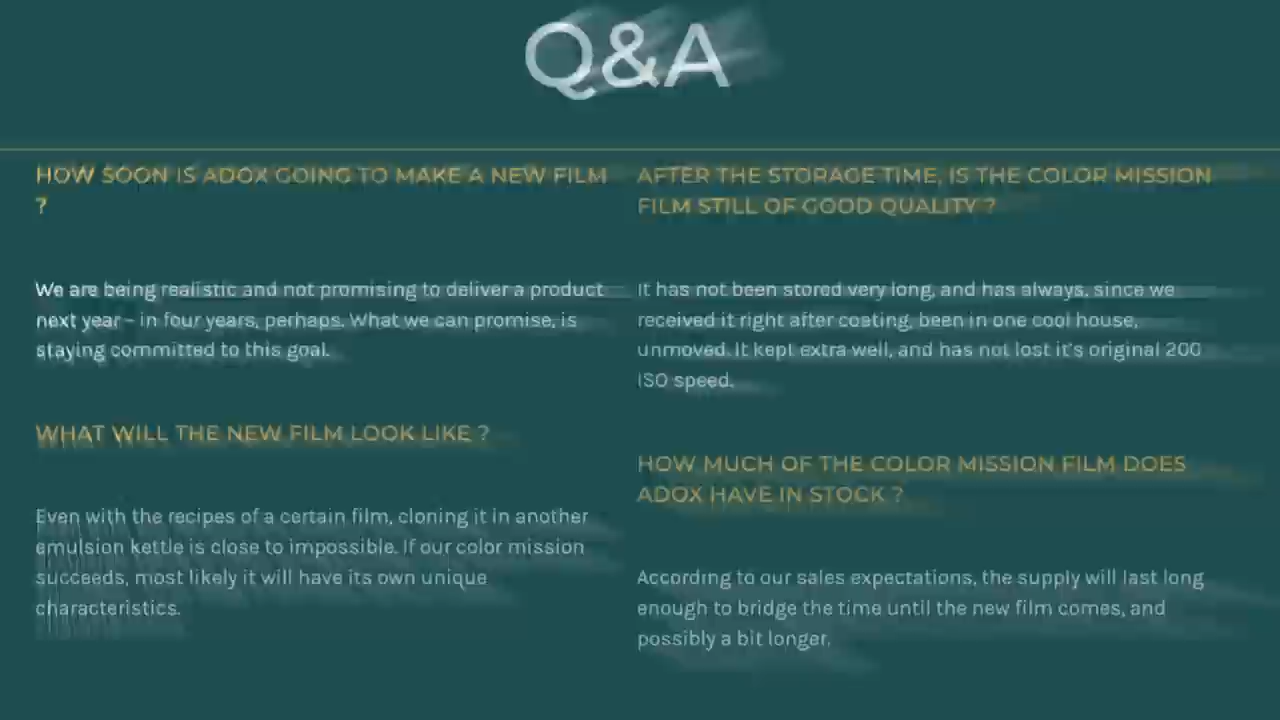 Q&A
HOW SOON IS ADOX GOING TO MAKE A NEW FILM
?
We are being realistic and not promising to deliver a product
next year – in four years, perhaps. What we can promise, is
staying committed to this goal.
WHAT WILL THE NEW FILM LOOK LIKE ?
Even with the recipes of a certain film, cloning it in another
emulsion kettle is close to impossible. If our color mission
succeeds, most likely it will have its own unique
characteristics.
AFTER THE STORAGE TIME, IS THE COLOR MISSION
FILM STILL OF GOOD QUALITY ?
It has not been stored very long, and has always, since we
received it right after coating, been in one cool house,
unmoved. It kept extra well, and has not lost it's original 200
ISO speed.
HOW MUCH OF THE COLOR MISSION FILM DOES
ADOX HAVE IN STOCK ?
According to our sales expectations, the supply will last long
enough to bridge the time until the new film comes, and
possibly a bit longer.